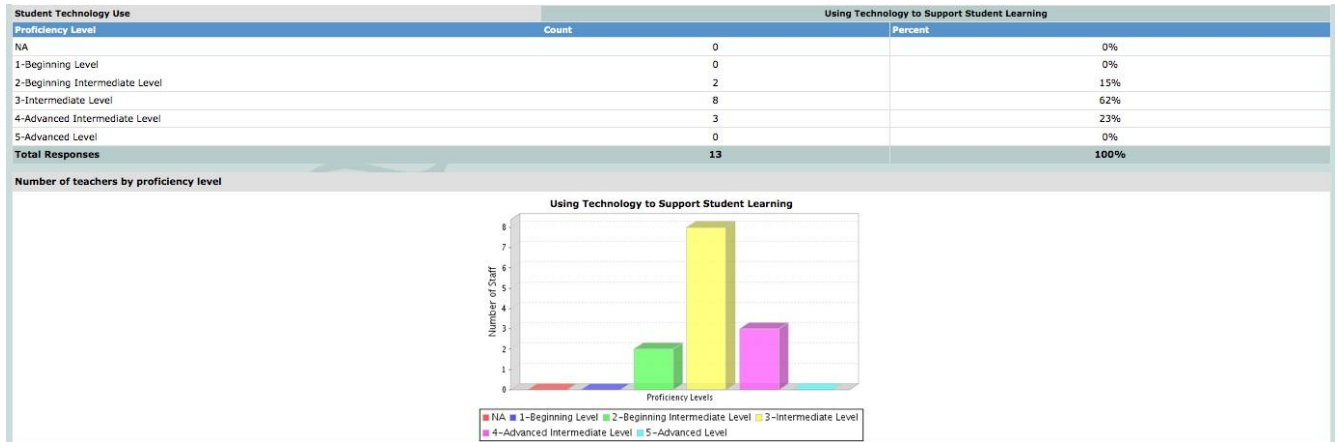 Student Technology Use Using Technology to Support Student Learning
Proficiency Level Count Percent
NA 0 0%
1-Beginning Level 0 0%
2-Beginning Intermediate Level 2 15%
3-Intermediate Level 8 62%
4-Advanced Intermediate Level 3 23%
5-Advanced Level 0 0%
Total Responses 13 100%
Number of teachers by proficiency level
Using Technology to Support Student Learning
8
7
6
5
4
3
2
1
0
Number of Staff
Proficiency Levels
NA 1-Beginning Level 2-Beginning Intermediate Level 3-Intermediate Level
4-Advanced Intermediate Level 5-Advanced Level